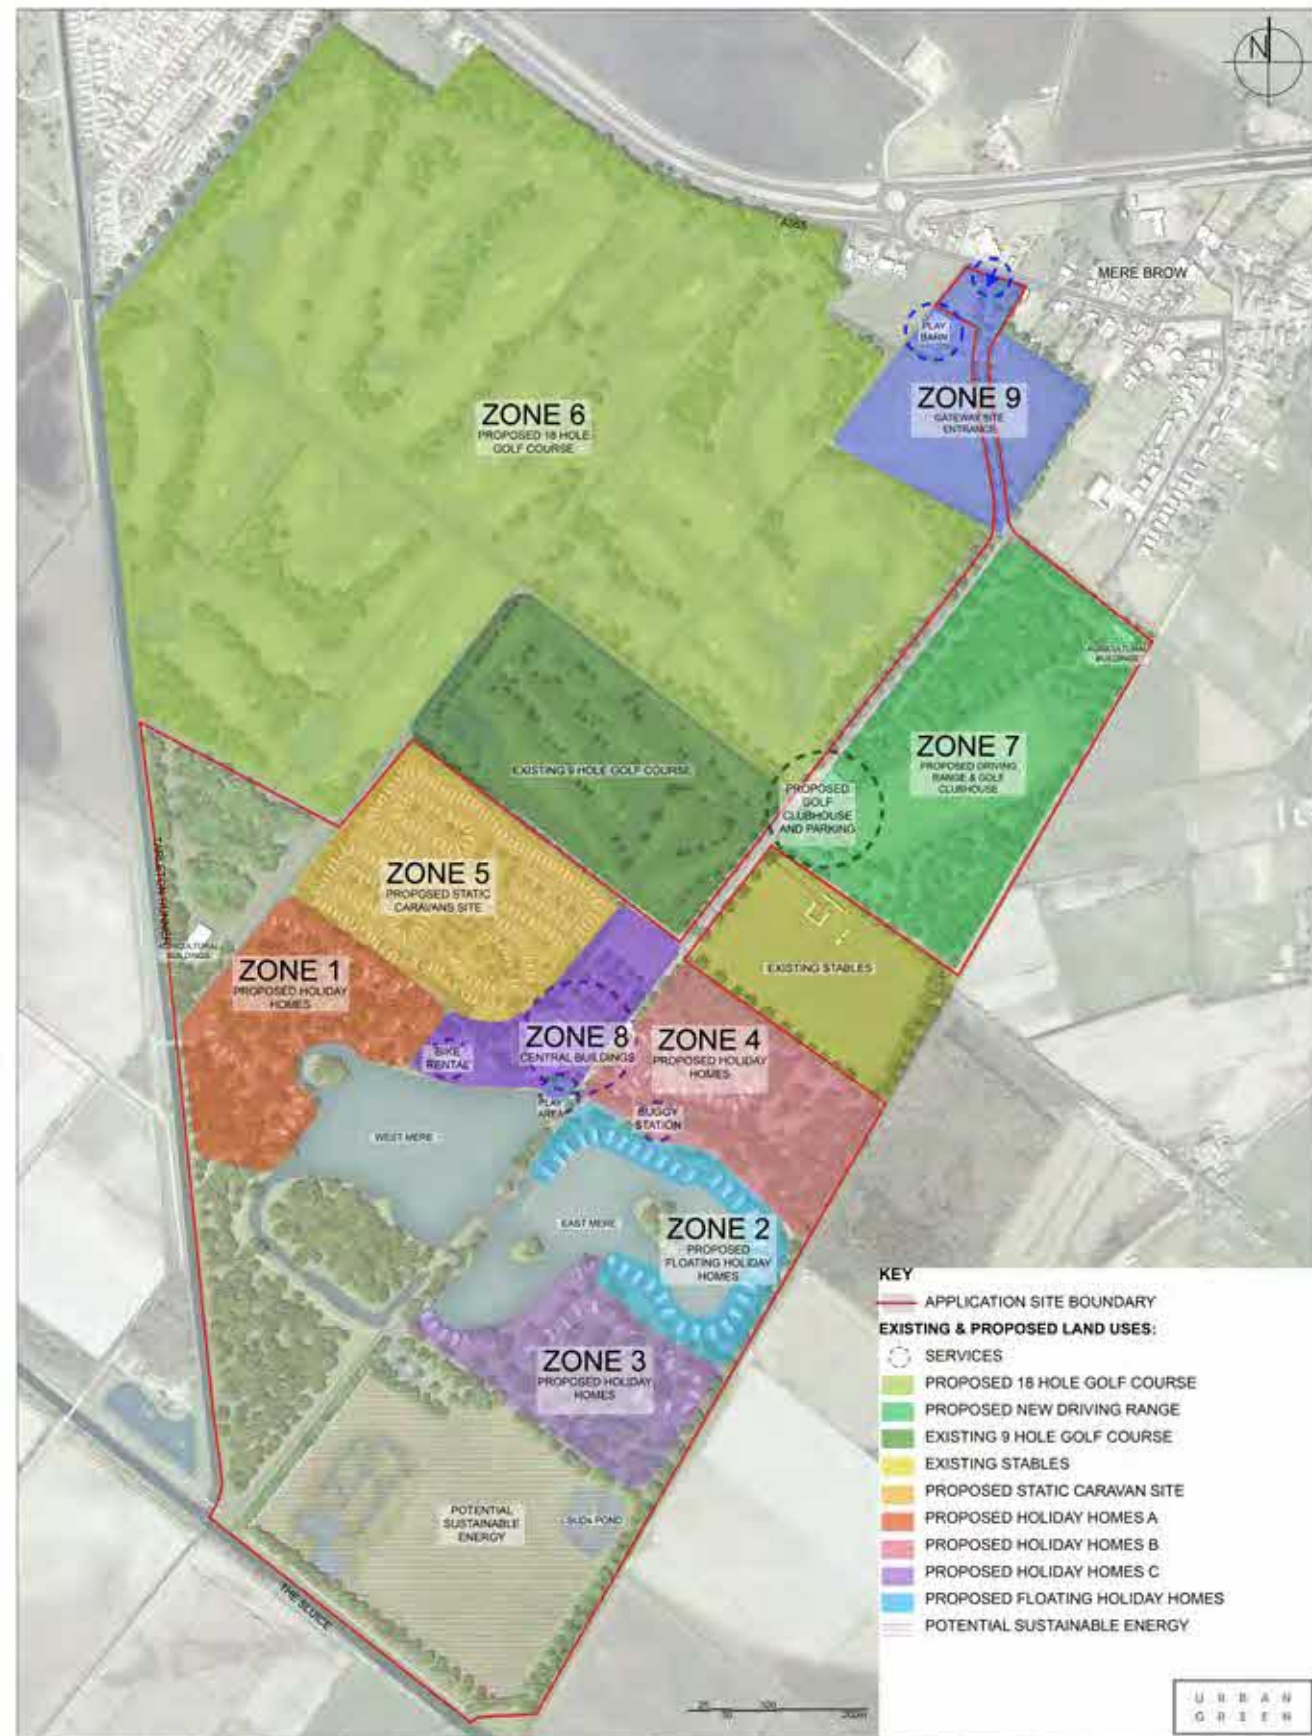 N
A565
MERE BROW
PLAY
BARN
ZONE 9
GATEWAY SITE
ENTRANCE
ZONE 6
PROPOSED 18 HOLE
GOLF COURSE
AGRICULTURAL
BUILDINGS
ZONE 7
PROPOSED DRIVING
RANGE & GOLF
CLUBHOUSE
EXISTING 9 HOLE GOLF COURSE
PROPOSED
GOLF
CLUBHOUSE
AND PARKING
ZONE 5
PROPOSED STATIC
CARAVANS SITE
AGRICULTURAL
BUILDINGS
ZONE 1
PROPOSED HOLIDAY
HOMES
EXISTING STABLES
ZONE 8
CENTRAL BUILDINGS
BIKE
RENTAL
ZONE 4
PROPOSED HOLIDAY
HOMES
PLAY
AREA
BUGGY
STATION
WEST MERE
EAST MERE
ZONE 2
PROPOSED
FLOATING HOLIDAY
HOMES
ZONE 3
PROPOSED HOLIDAY
HOMES
POTENTIAL
SUSTAINABLE
ENERGY
SUDs POND
THE SLUICE
KEY
APPLICATION SITE BOUNDARY
EXISTING & PROPOSED LAND USES:
SERVICES
PROPOSED 18 HOLE GOLF COURSE
PROPOSED NEW DRIVING RANGE
EXISTING 9 HOLE GOLF COURSE
EXISTING STABLES
PROPOSED STATIC CARAVAN SITE
PROPOSED HOLIDAY HOMES A
PROPOSED HOLIDAY HOMES B
PROPOSED HOLIDAY HOMES C
PROPOSED FLOATING HOLIDAY HOMES
POTENTIAL SUSTAINABLE ENERGY
URBAN
GREEN